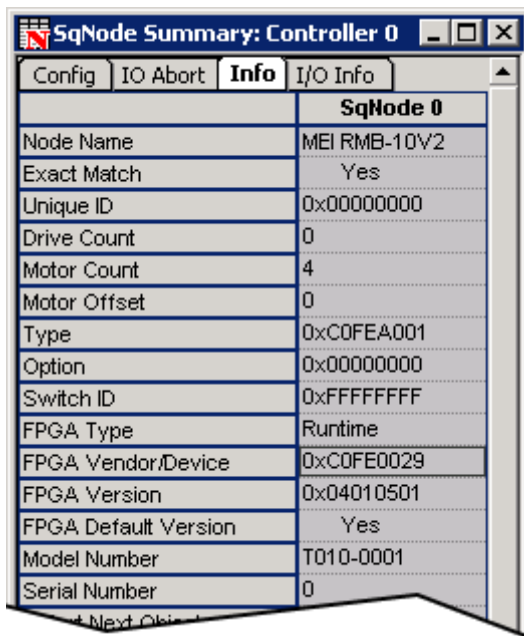 SqNode Summary: Controller 0
Config IO Abort Info I/O Info
SqNode 0
Node Name MEI RMB-10V2
Exact Match Yes
Unique ID 0x00000000
Drive Count 0
Motor Count 4
Motor Offset 0
Type 0xC0FEA001
Option 0x00000000
Switch ID 0xFFFFFFFF
FPGA Type Runtime
FPGA Vendor/Device 0xC0FE0029
FPGA Version 0x04010501
FPGA Default Version Yes
Model Number T010-0001
Serial Number 0
Next